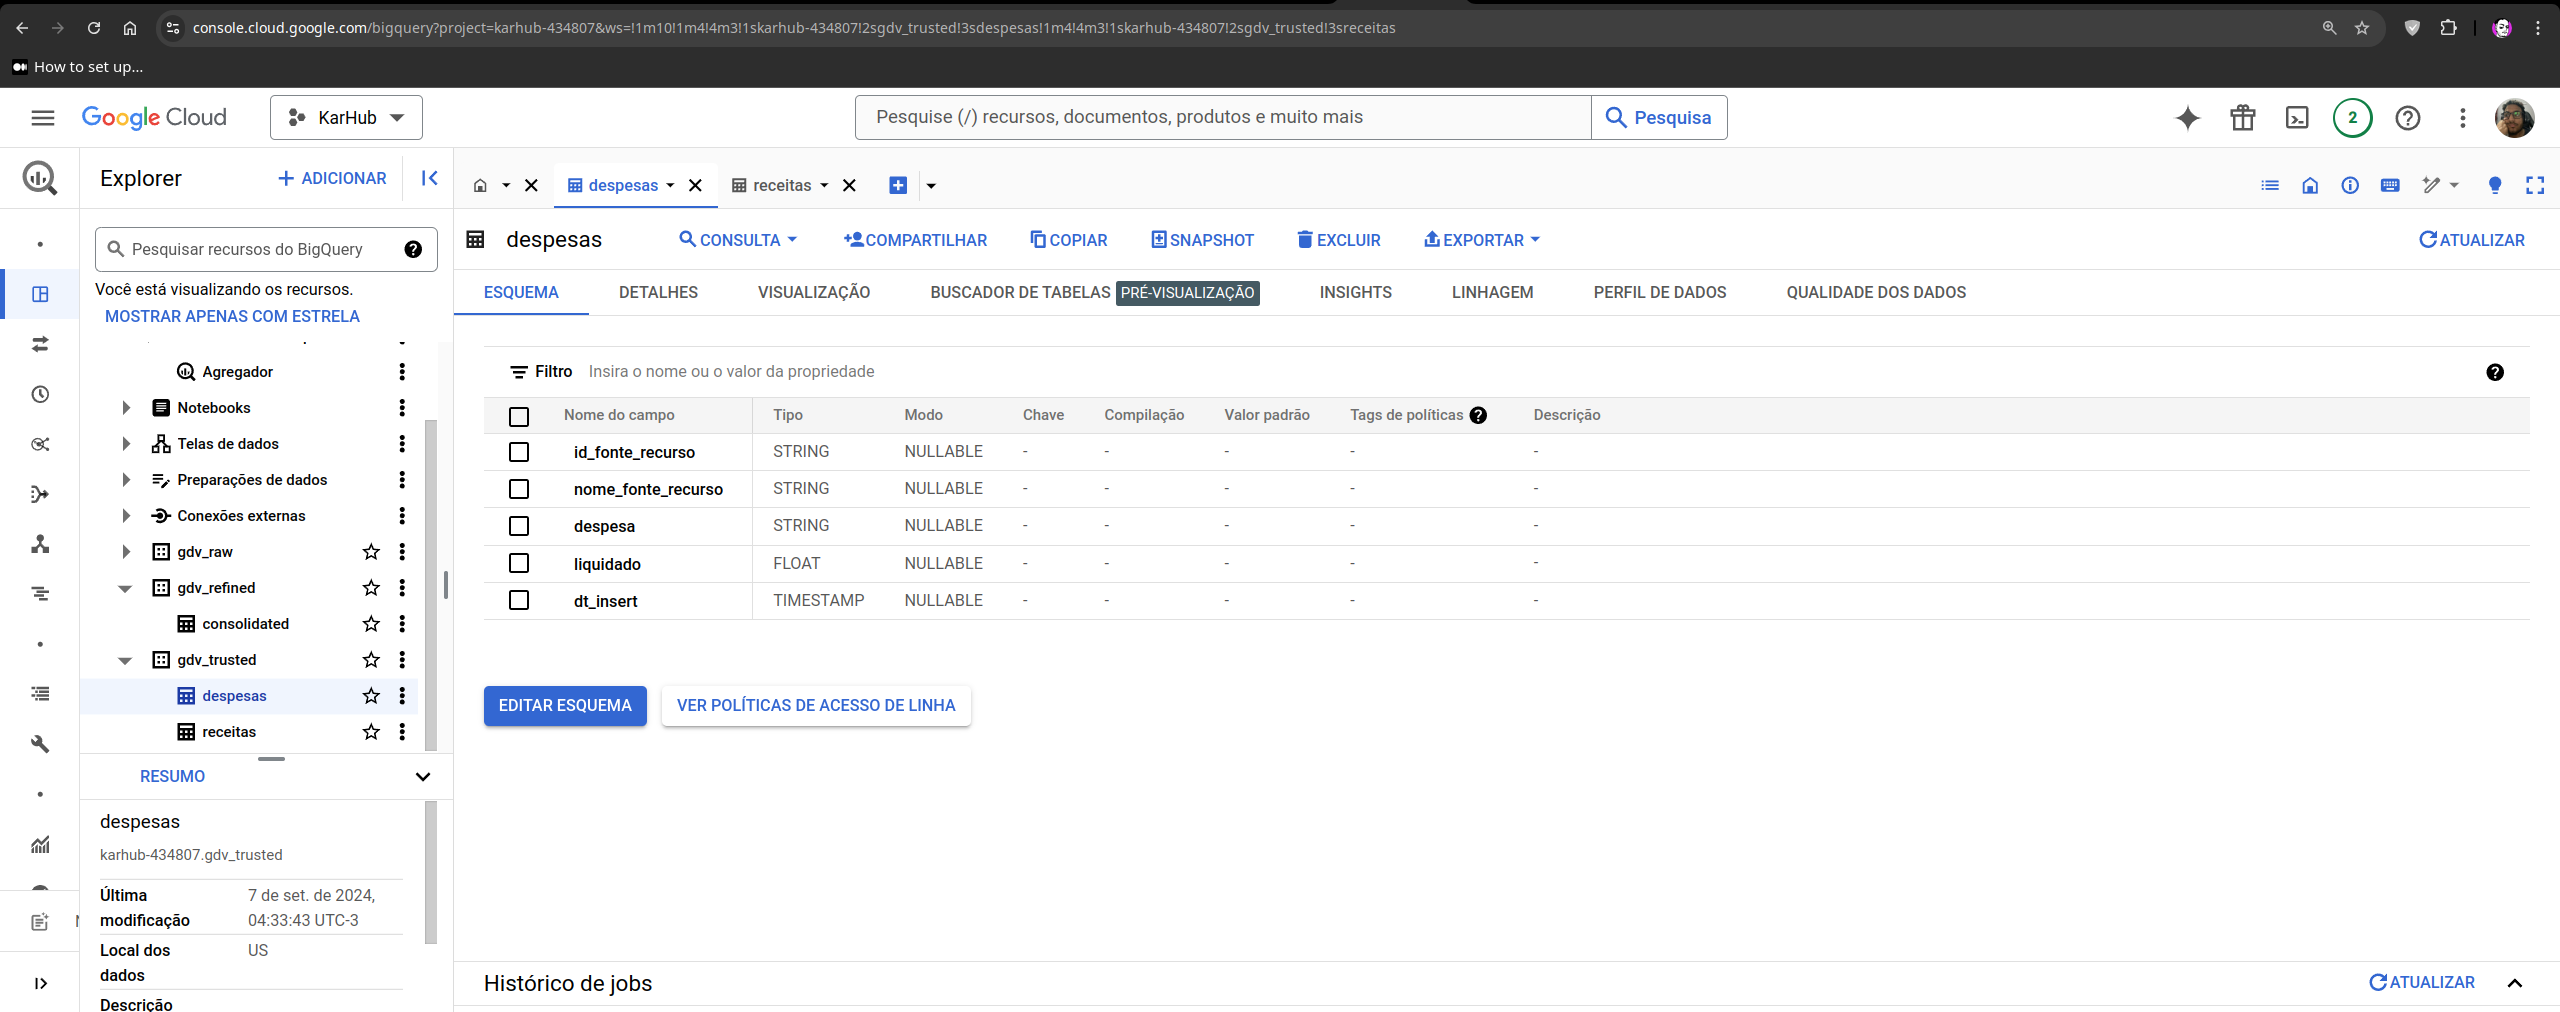 console.cloud.google.com/bigquery?project=karhub-434807&ws=!1m10!1m4!4m3!1skarhub-434807!2sgdv_trusted!3sdespesas!1m4!4m3!1skarhub-434807!2sgdv_trusted!3sreceitas
How to set up...
Google Cloud
KarHub
Pesquise (/) recursos, documentos, produtos e muito mais
Pesquisa
2
Explorer
ADICIONAR
despesas
receitas
despesas
CONSULTA
COMPARTILHAR
COPIAR
SNAPSHOT
EXCLUIR
EXPORTAR
ATUALIZAR
Pesquisar recursos do BigQuery
Você está visualizando os recursos.
MOSTRAR APENAS COM ESTRELA
Agregador
Notebooks
Telas de dados
Preparações de dados
Conexões externas
gdv_raw
gdv_refined
consolidated
gdv_trusted
despesas
receitas
RESUMO
despesas
karhub-434807.gdv_trusted
Última modificação 7 de set. de 2024, 04:33:43 UTC-3
Local dos dados US
Descrição
ESQUEMA DETALHES VISUALIZAÇÃO BUSCADOR DE TABELAS PRÉ-VISUALIZAÇÃO INSIGHTS LINHAGEM PERFIL DE DADOS QUALIDADE DOS DADOS
Filtro Insira o nome ou o valor da propriedade
Nome do campo Tipo Modo Chave Compilação Valor padrão Tags de políticas Descrição
id_fonte_recurso STRING NULLABLE - - - - -
nome_fonte_recurso STRING NULLABLE - - - - -
despesa STRING NULLABLE - - - - -
liquidado FLOAT NULLABLE - - - - -
dt_insert TIMESTAMP NULLABLE - - - - -
EDITAR ESQUEMA
VER POLÍTICAS DE ACESSO DE LINHA
Histórico de jobs
ATUALIZAR